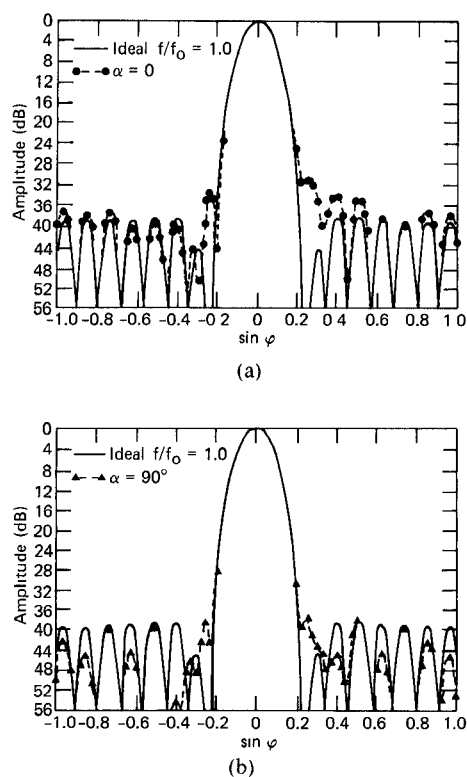 0
4
8
12
16
20
24
28
32
36
40
44
48
52
56
Amplitude (dB)
Ideal f/fo = 1.0
α = 0
-1.0 -0.8 -0.6 -0.4 -0 2 0 0.2 0 4 0.6 0.8 1.0
sin φ
(a)
0
4
8
12
16
20
24
28
32
36
40
44
48
52
56
Amplitude (dB)
Ideal f/fo = 1.0
α = 90°
-1.0 -0.8 -0.6 -0.4 -0.2 0 0.2 0.4 0.6 0.8 1.0
sin φ
(b)